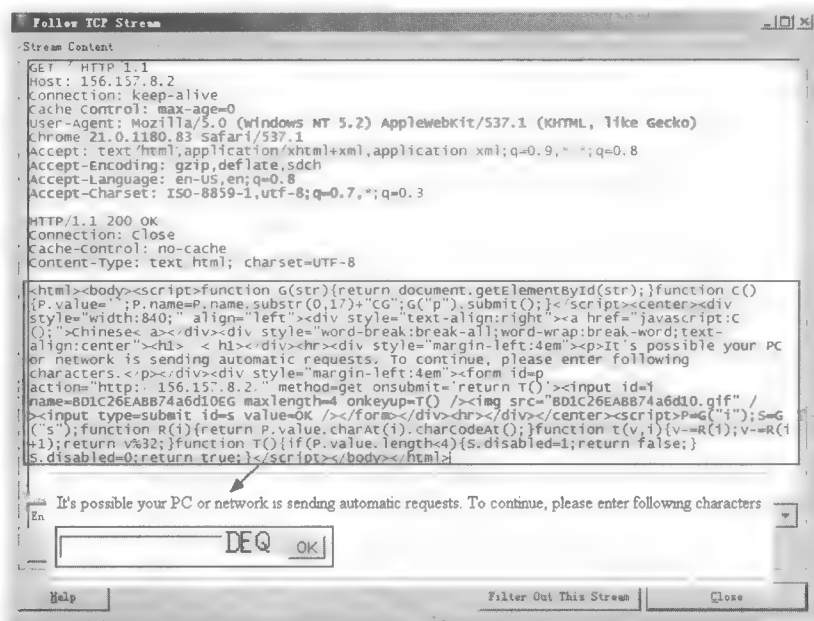 Follow TCP Stream
Stream Content
GET / HTTP 1.1
Host: 156.157.8.2
Connection: keep-alive
Cache Control: max-age=0
User-Agent: Mozilla/5.0 (Windows NT 5.2) AppleWebKit/537.1 (KHTML, like Gecko)
Chrome 21.0.1180.83 Safari/537.1
Accept: text/html,application/xhtml+xml,application xml;q=0.9,* *;q=0.8
Accept-Encoding: gzip,deflate,sdch
Accept-Language: en-US,en;q=0.8
Accept-Charset: ISO-8859-1,utf-8;q=0.7,*;q=0.3
HTTP/1.1 200 OK
Connection: Close
Cache-Control: no-cache
Content-Type: text html; charset=UTF-8
<html><body><script>function G(str){return document.getElementById(str);}function C()
{P.value='';P.name=P.name.substr(0,17)+"CG";G("p").submit();}</script><center><div
style="width:840;" align="left"><div style="text-align:right"><a href="javascript:C
();">Chinese< a></div><div style="word-break:break-all;word-wrap:break-word;text-
align:center"><h1> < h1></div><hr><div style="margin-left:4em"><p>It's possible your PC
or network is sending automatic requests. To continue, please enter following
characters.</p></div><div style="margin-left:4em"><form id=p
action="http: 156.157.8.2 " method=get onsubmit='return T()'><input id=i
name=BD1C26EABB74a6d10EG maxlength=4 onkeyup=T() /><img src="BD1C26EABB74a6d10.gif" /
><input type=submit id=s value=OK /></form></div><hr></div></center><script>P=G("i");S=G
("s");function R(i){return P.value.charAt(i).charCodeAt();}function t(v,i){v-=R(i);v-=R(i
+1);return v%32;}function T(){if(P.value.length<4){S.disabled=1;return false;}
S.disabled=0;return true;}</script></body></html>
It's possible your PC or network is sending automatic requests. To continue, please enter following characters
En
DEQ OK
Help Filter Out This Stream Close